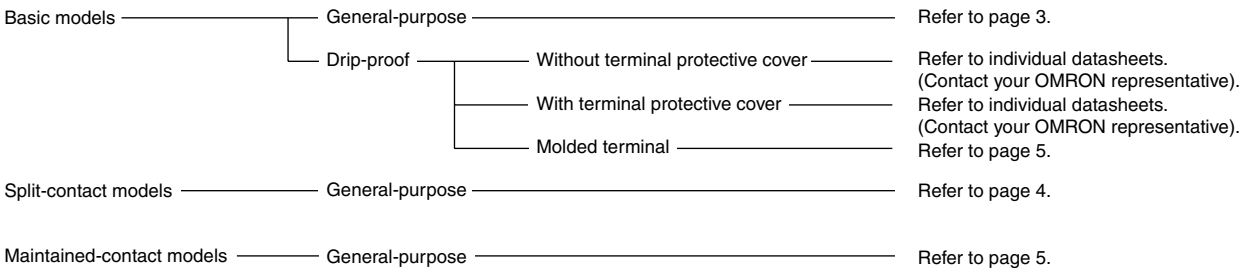 Basic models General-purpose Refer to page 3.
Drip-proof Without terminal protective cover Refer to individual datasheets.
(Contact your OMRON representative).
With terminal protective cover Refer to individual datasheets.
(Contact your OMRON representative).
Molded terminal Refer to page 5.
Split-contact models General-purpose Refer to page 4.
Maintained-contact models General-purpose Refer to page 5.